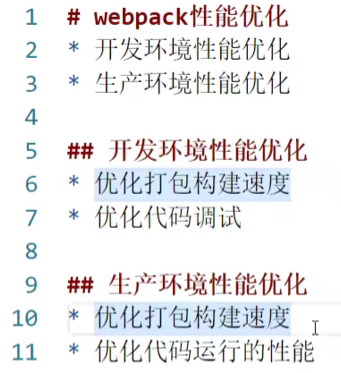 1 # webpack性能优化
2 * 开发环境性能优化
3 * 生产环境性能优化
4
5 ## 开发环境性能优化
6 * 优化打包构建速度
7 * 优化代码调试
8
9 ## 生产环境性能优化
10 * 优化打包构建速度
11 * 优化代码运行的性能